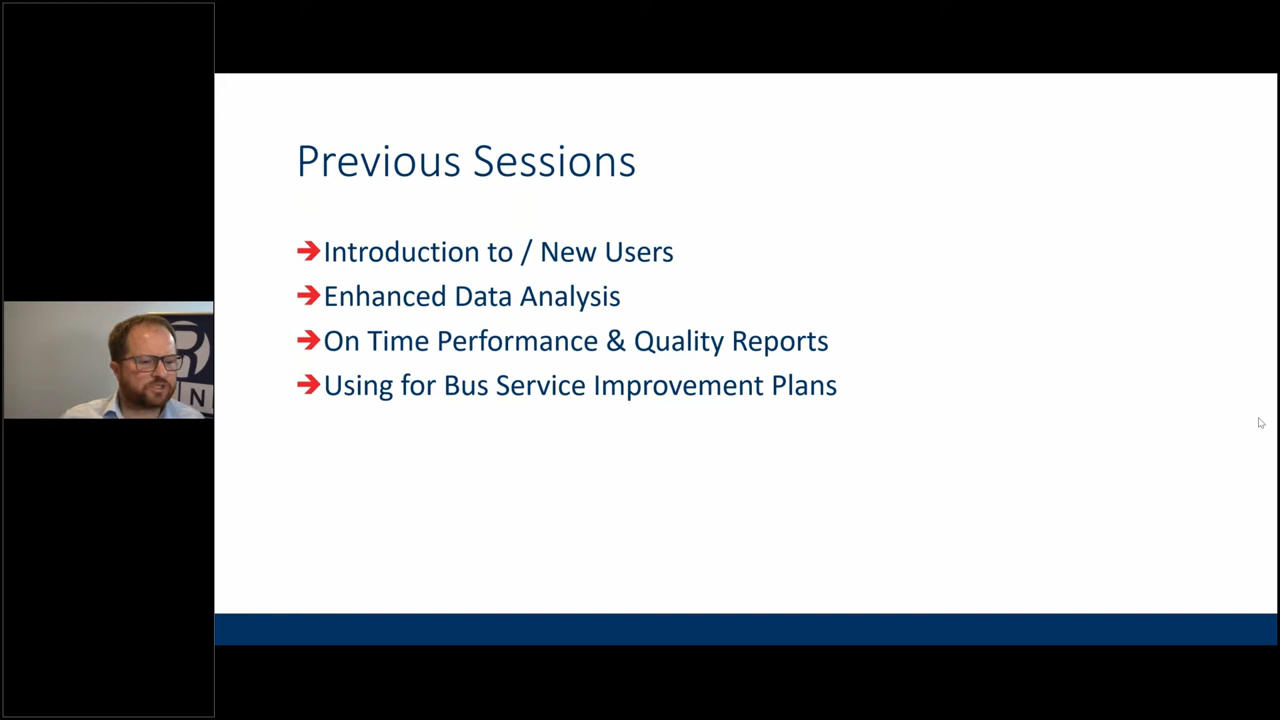 Previous Sessions
Introduction to / New Users
Enhanced Data Analysis
On Time Performance & Quality Reports
Using for Bus Service Improvement Plans
R
IN